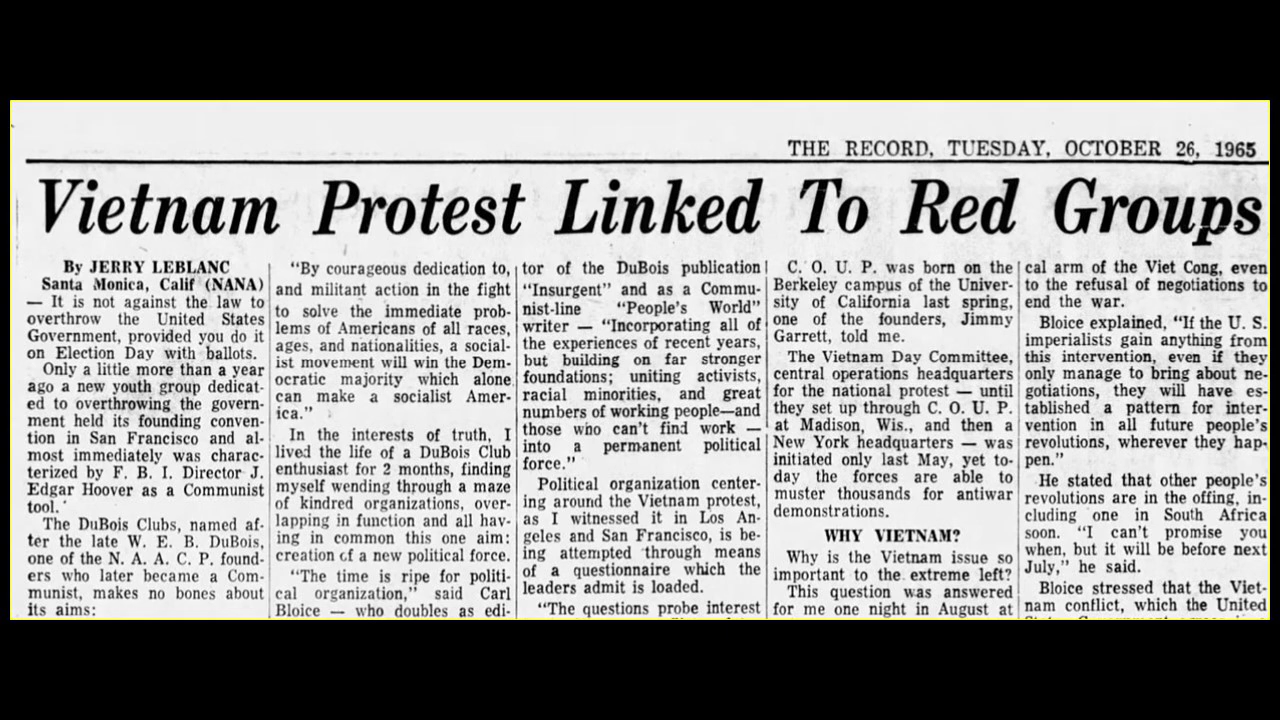 THE RECORD, TUESDAY, OCTOBER 26, 1965
Vietnam Protest Linked To Red Groups
By JERRY LEBLANC
Santa Monica, Calif (NANA)
— It is not against the law to
overthrow the United States
Government, provided you do it
on Election Day with ballots.
Only a little more than a year
ago a new youth group dedicat-
ed to overthrowing the govern-
ment held its founding conven-
tion in San Francisco and al-
most immediately was charac-
terized by F. B. I. Director J.
Edgar Hoover as a Communist
tool.
The DuBois Clubs, named af-
ter the late W. E. B. DuBois,
one of the N. A. A. C. P. found-
ers who later became a Com-
munist, makes no bones about
its aims:
"By courageous dedication to,
and militant action in the fight
to solve the immediate prob-
lems of Americans of all races,
ages, and nationalities, a social-
ist movement will win the Dem-
ocratic majority which alone
can make a socialist Amer-
ica."
In the interests of truth, I
lived the life of a DuBois Club
enthusiast for 2 months, finding
myself wending through a maze
of kindred organizations, over-
lapping in function and all hav-
ing in common this one aim:
creation of a new political force.
"The time is ripe for politi-
cal organization," said Carl
Bloice — who doubles as edi-
tor of the DuBois publication
"Insurgent" and as a Commu-
nist-line "People's World"
writer — "Incorporating all of
the experiences of recent years,
but building on far stronger
foundations; uniting activists,
racial minorities, and great
numbers of working people—and
those who can't find work —
into a permanent political
force."
Political organization center-
ing around the Vietnam protest,
as I witnessed it in Los An-
geles and San Francisco, is be-
ing attempted through means
of a questionnaire which the
leaders admit is loaded.
"The questions probe interest
C. O. U. P. was born on the
Berkeley campus of the Univer-
sity of California last spring,
one of the founders, Jimmy
Garrett, told me.
The Vietnam Day Committee,
central operations headquarters
for the national protest — until
they set up through C. O. U. P.
at Madison, Wis., and then a
New York headquarters — was
initiated only last May, yet to-
day the forces are able to
muster thousands for antiwar
demonstrations.
WHY VIETNAM?
Why is the Vietnam issue so
important to the extreme left?
This question was answered
for me one night in August at
cal arm of the Viet Cong, even
to the refusal of negotiations to
end the war.
Bloice explained, "If the U. S.
imperialists gain anything from
this intervention, even if they
only manage to bring about ne-
gotiations, they will have es-
tablished a pattern for inter-
vention in all future people's
revolutions, wherever they hap-
pen."
He stated that other people's
revolutions are in the offing, in-
cluding one in South Africa
soon. "I can't promise you
when, but it will be before next
July," he said.
Bloice stressed that the Viet-
nam conflict, which the United